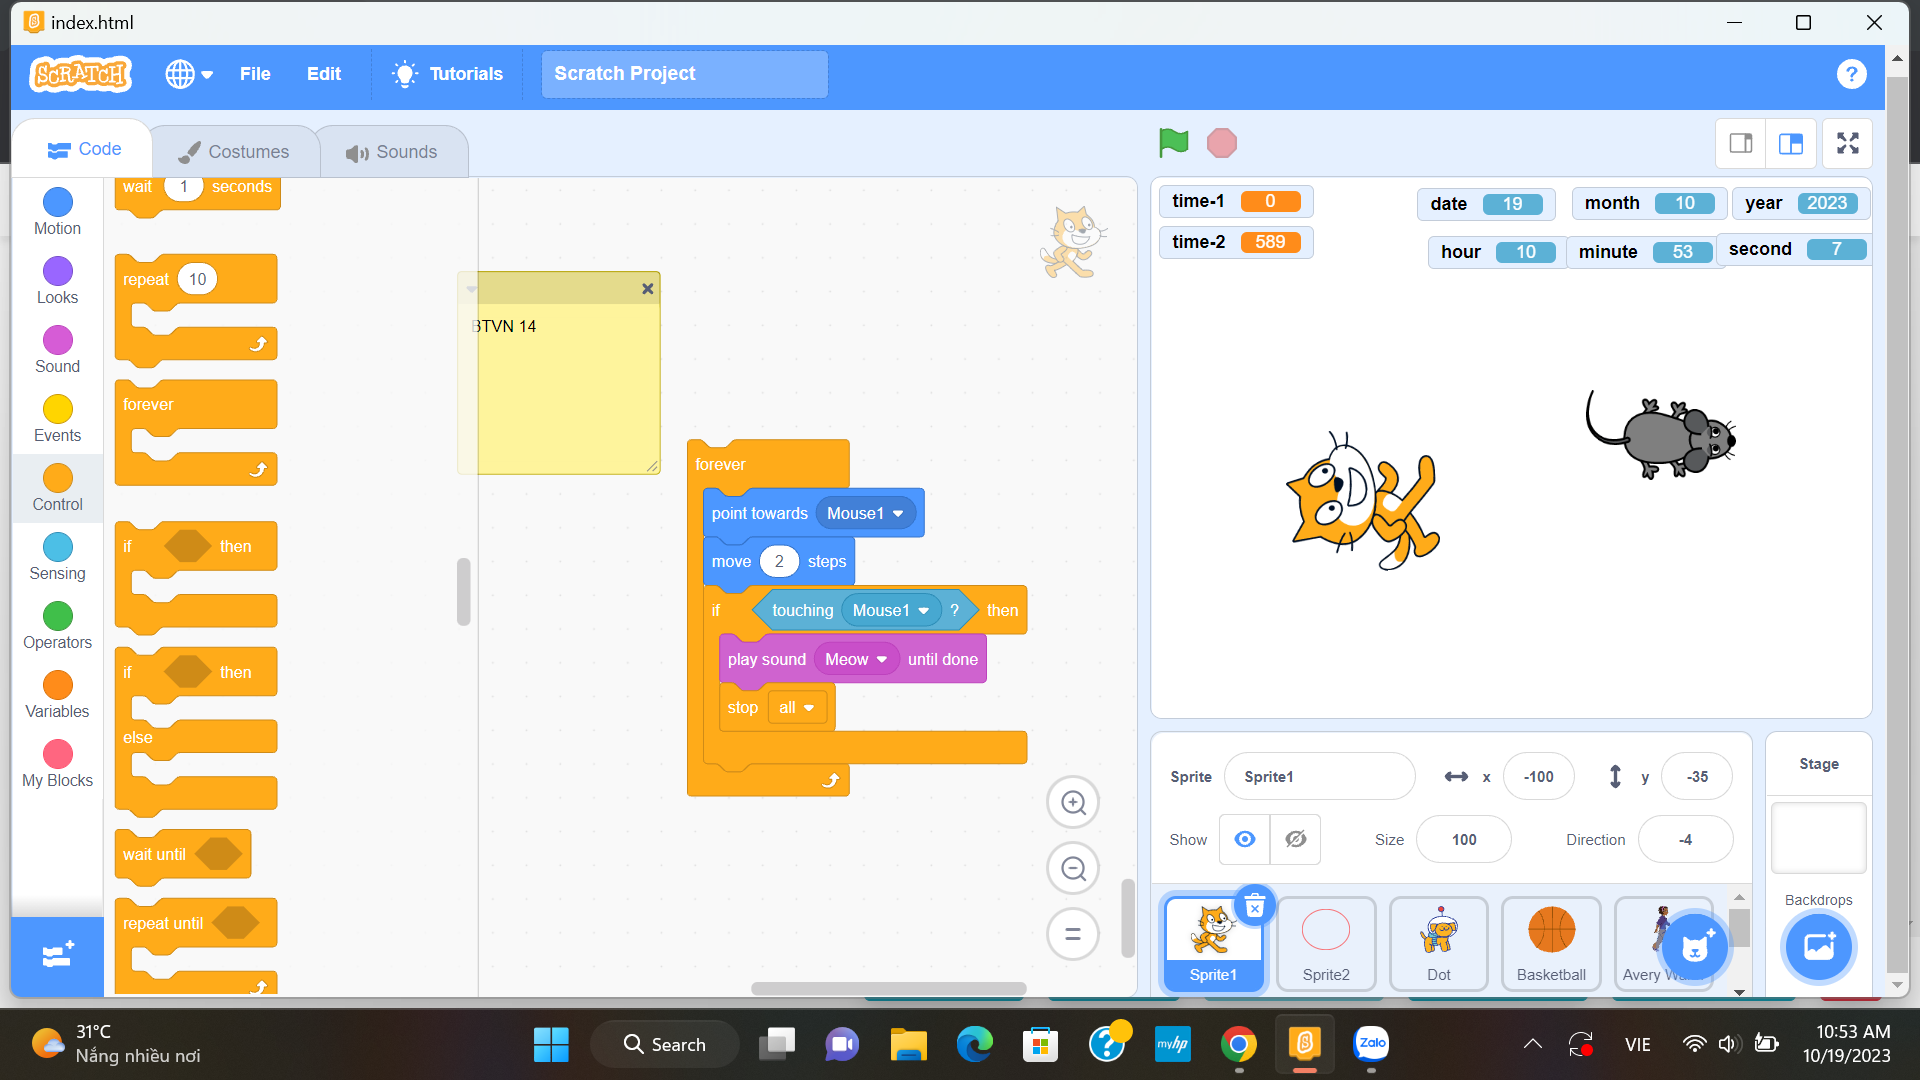 index.html
SCRATCH
File
Edit
Tutorials
Scratch Project
?
Code
Costumes
Sounds
Motion
Looks
Sound
Events
Control
Sensing
Operators
Variables
My Blocks
wait 1 seconds
repeat 10
forever
if then
if then
else
wait until
repeat until
BTVN 14
forever
point towards Mouse1
move 2 steps
if touching Mouse1 ? then
play sound Meow until done
stop all
time-1 0
time-2 589
date 19
month 10
year 2023
hour 10
minute 53
second 7
Sprite Sprite1
x -100
y -35
Show
Size 100
Direction -4
Sprite1
Sprite2
Dot
Basketball
Avery
Stage
Backdrops
31°C
Nắng nhiều nơi
Search
myhp
Zalo
VIE
10:53 AM
10/19/2023